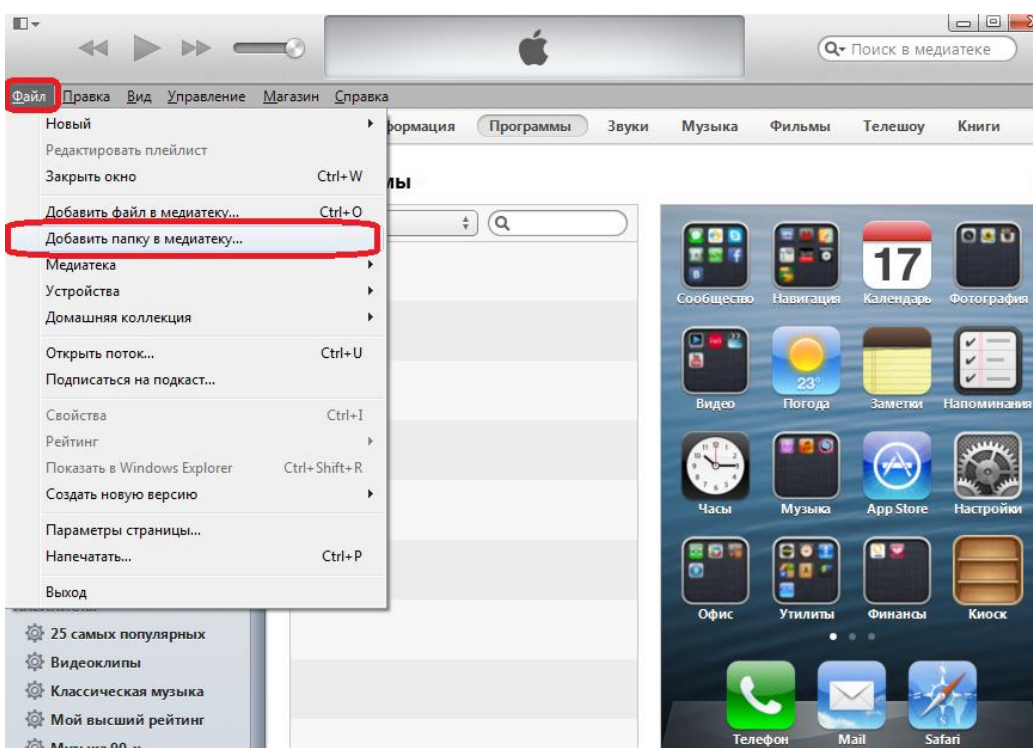 Поиск в медиатеке
Файл Правка Вид Управление Магазин Справка
Новый
Программы Звуки Музыка Фильмы Телешоу Книги
Редактировать плейлист
Закрыть окно Ctrl+W
Добавить файл в медиатеку... Ctrl+O
Добавить папку в медиатеку...
Медиатека
Устройства
Домашняя коллекция
Открыть поток... Ctrl+U
Подписаться на подкаст...
Свойства Ctrl+I
Рейтинг
Показать в Windows Explorer Ctrl+Shift+R
Создать новую версию
Параметры страницы...
Напечатать... Ctrl+P
Выход
25 самых популярных
Видеоклипы
Классическая музыка
Мой высший рейтинг
17
Сообщество Навигация Календарь Фотография
23°
Видео Погода Заметки Напоминания
Часы Музыка App Store Настройки
Офис Утилиты Финансы Киоск
Телефон Mail Safari